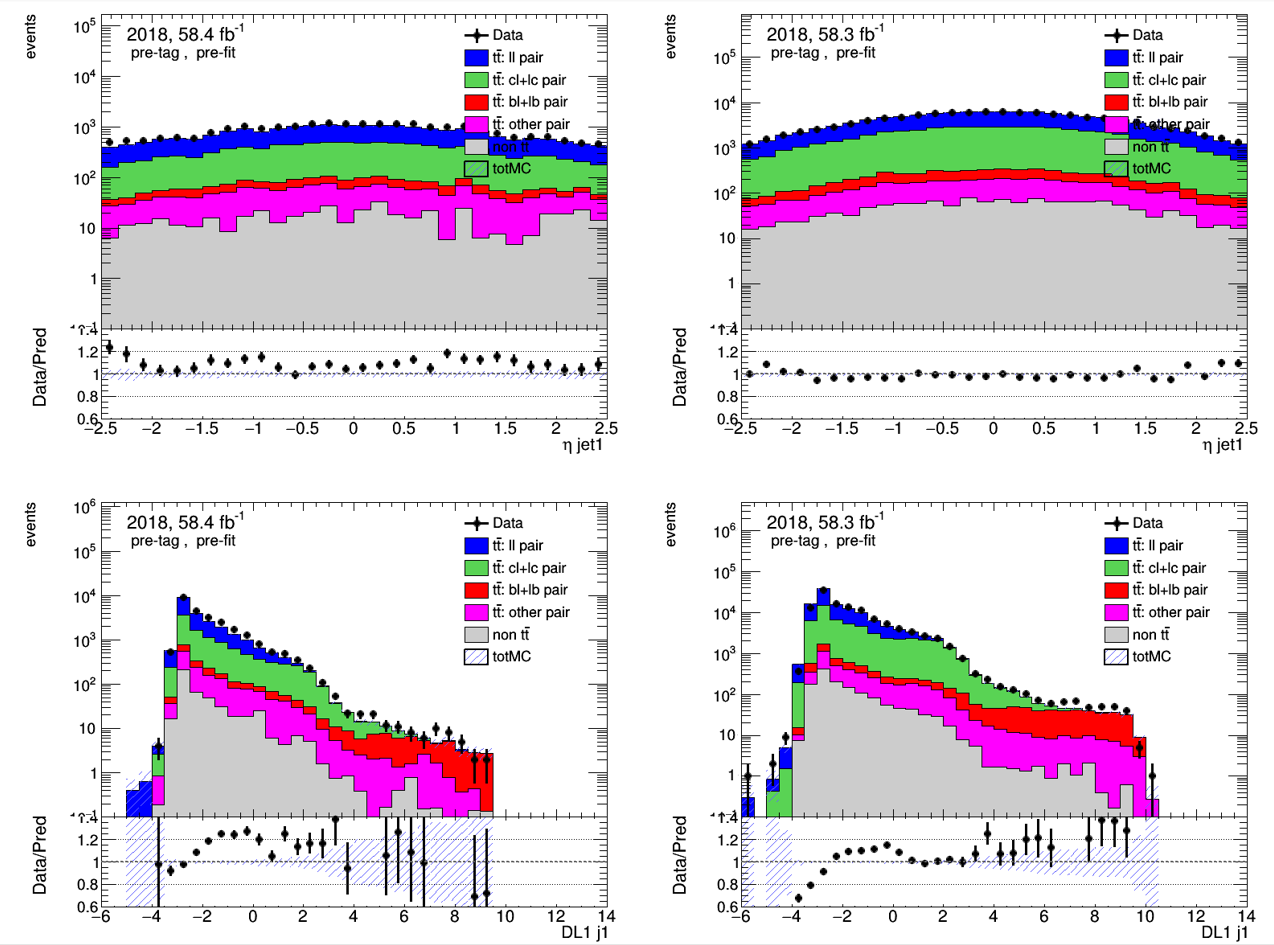 events
10^5
10^4
10^3
10^2
10
1
2018, 58.4 fb^-1
pre-tag , pre-fit
Data
tt̄: ll pair
tt̄: cl+lc pair
tt̄: bl+lb pair
tt̄: other pair
non tt̄
totMC
Data/Pred
1.4
1.2
1
0.8
0.6
−2.5 −2 −1.5 −1 −0.5 0 0.5 1 1.5 2 2.5
η jet1
events
10^5
10^4
10^3
10^2
10
1
2018, 58.3 fb^-1
pre-tag , pre-fit
Data
tt̄: ll pair
tt̄: cl+lc pair
tt̄: bl+lb pair
tt̄: other pair
non tt̄
totMC
Data/Pred
1.4
1.2
1
0.8
0.6
−2.5 −2 −1.5 −1 −0.5 0 0.5 1 1.5 2 2.5
η jet1
events
10^6
10^5
10^4
10^3
10^2
10
1
2018, 58.4 fb^-1
pre-tag , pre-fit
Data
tt̄: ll pair
tt̄: cl+lc pair
tt̄: bl+lb pair
tt̄: other pair
non tt̄
totMC
Data/Pred
1.4
1.2
1
0.8
0.6
−6 −4 −2 0 2 4 6 8 10 12 14
DL1 j1
events
10^6
10^5
10^4
10^3
10^2
10
1
2018, 58.3 fb^-1
pre-tag , pre-fit
Data
tt̄: ll pair
tt̄: cl+lc pair
tt̄: bl+lb pair
tt̄: other pair
non tt̄
totMC
Data/Pred
1.4
1.2
1
0.8
0.6
−6 −4 −2 0 2 4 6 8 10 12 14
DL1 j1